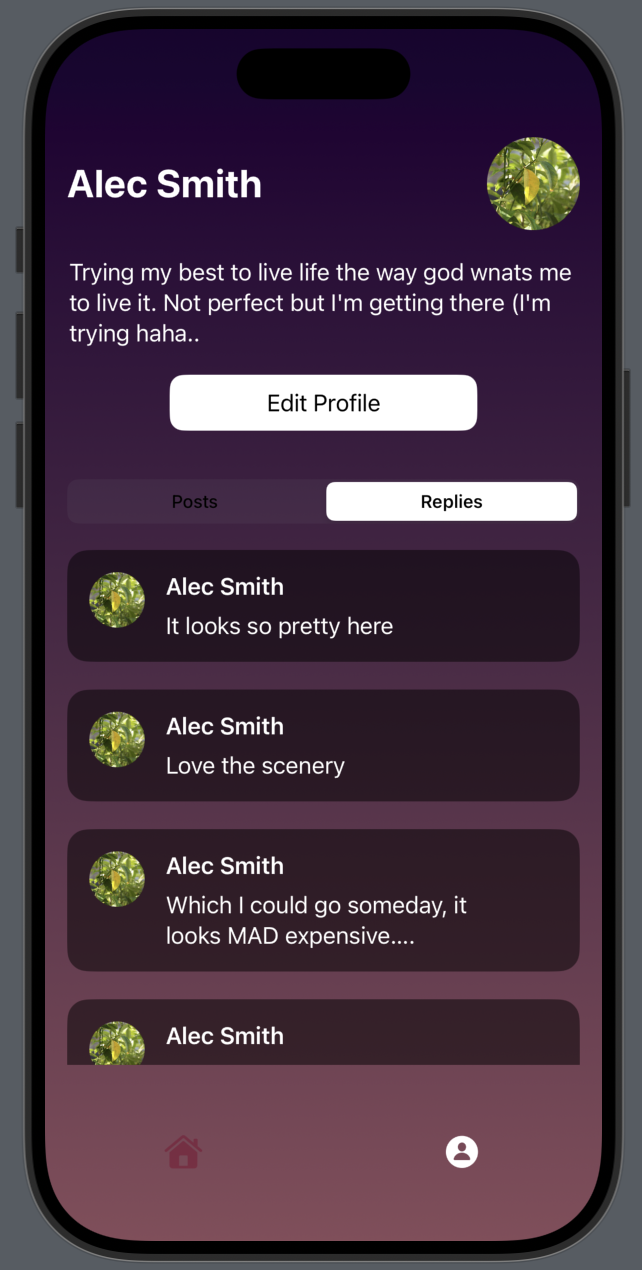 Alec Smith
Trying my best to live life the way god wnats me
to live it. Not perfect but I'm getting there (I'm
trying haha..
Edit Profile
Posts
Replies
Alec Smith
It looks so pretty here
Alec Smith
Love the scenery
Alec Smith
Which I could go someday, it
looks MAD expensive....
Alec Smith